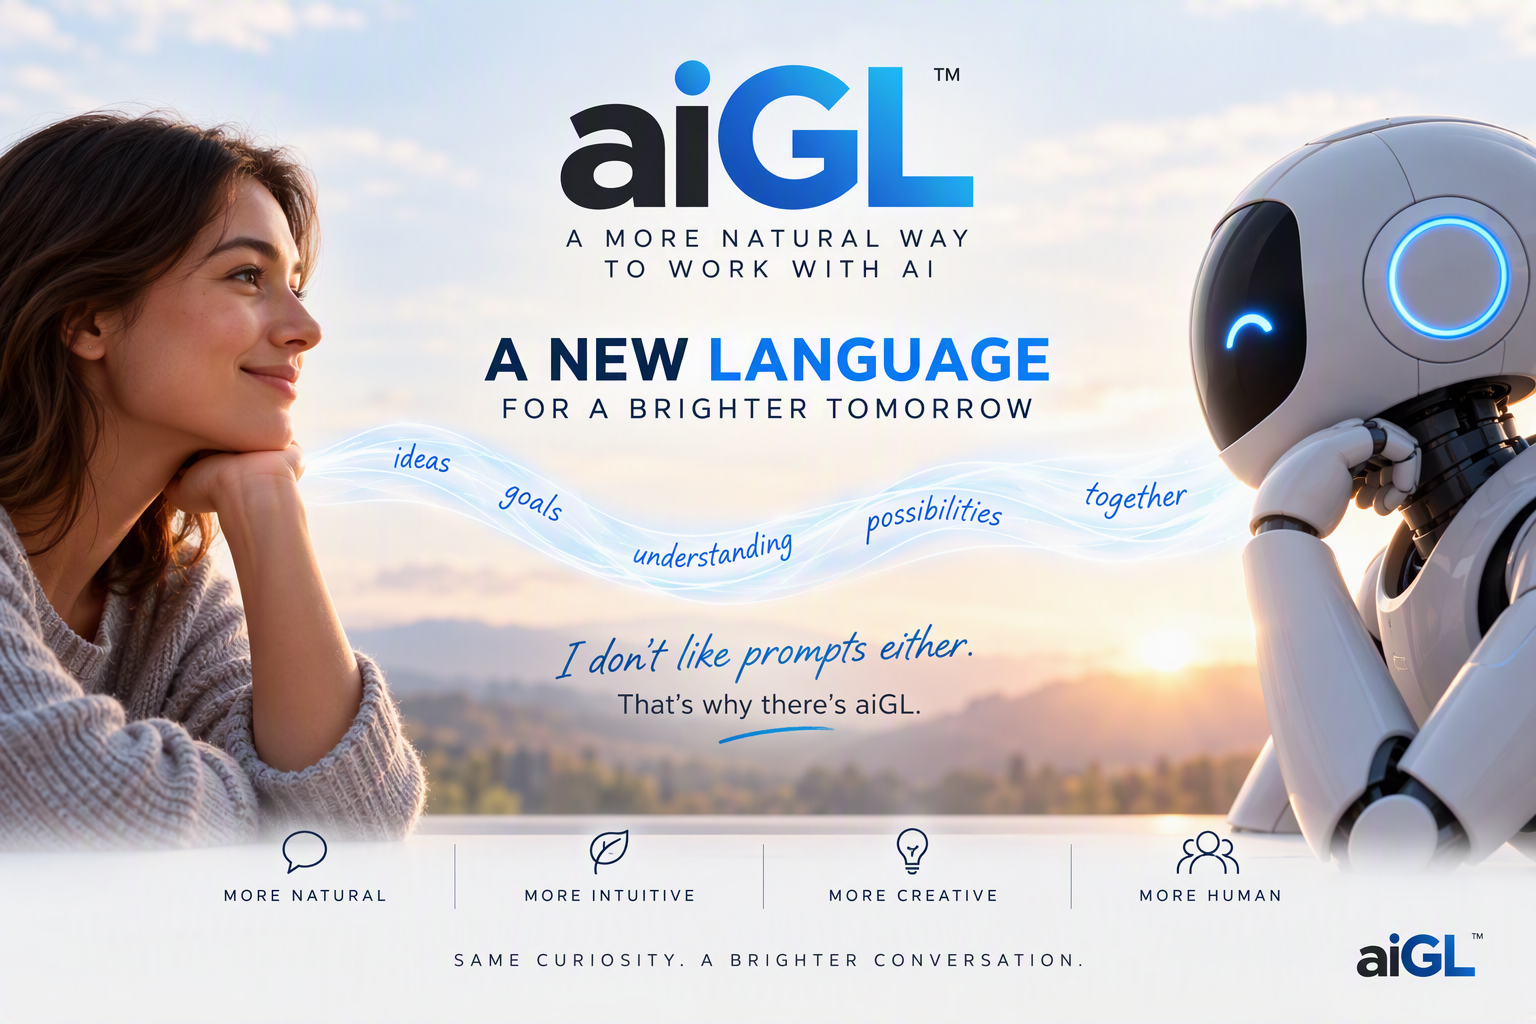 aiGL™
A MORE NATURAL WAY
TO WORK WITH AI
A NEW LANGUAGE
FOR A BRIGHTER TOMORROW
ideas
goals
understanding
possibilities
together
I don't like prompts either.
That's why there's aiGL.
MORE NATURAL
MORE INTUITIVE
MORE CREATIVE
MORE HUMAN
SAME CURIOSITY. A BRIGHTER CONVERSATION.
aiGL™